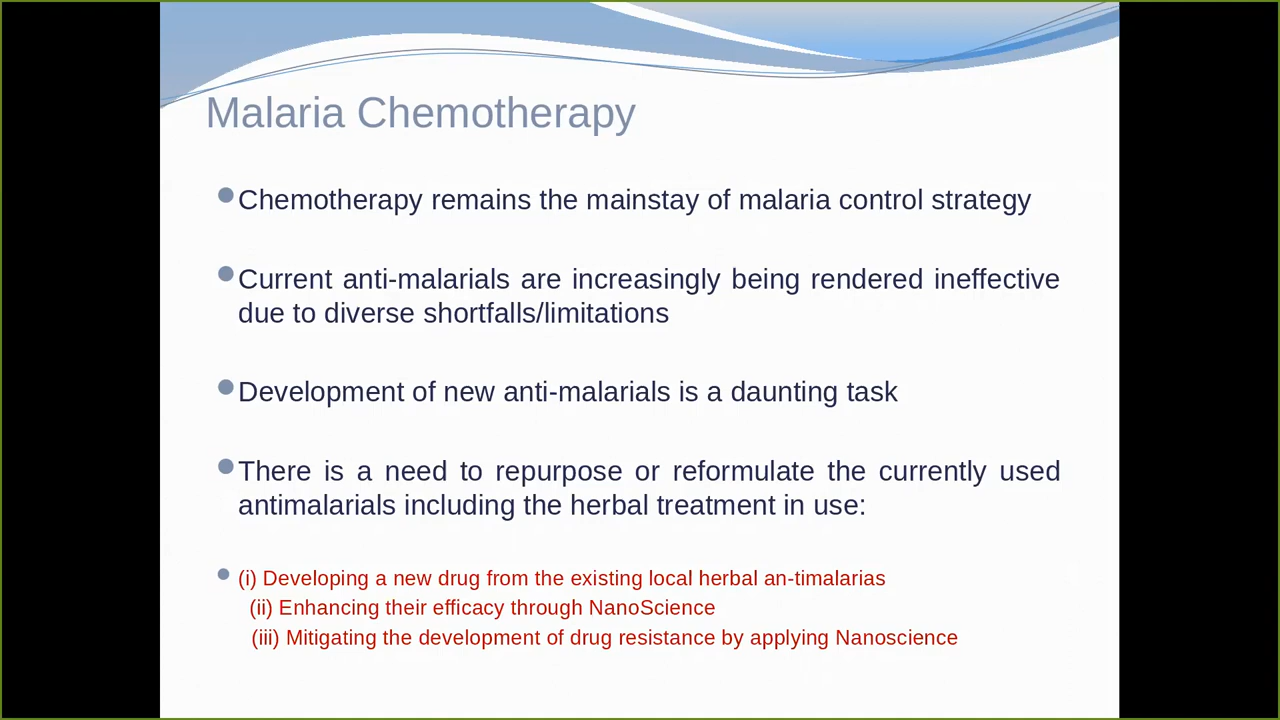 Malaria Chemotherapy
Chemotherapy remains the mainstay of malaria control strategy
Current anti-malarials are increasingly being rendered ineffective
due to diverse shortfalls/limitations
Development of new anti-malarials is a daunting task
There is a need to repurpose or reformulate the currently used
antimalarials including the herbal treatment in use:
(i) Developing a new drug from the existing local herbal an-timalarias
(ii) Enhancing their efficacy through NanoScience
(iii) Mitigating the development of drug resistance by applying Nanoscience